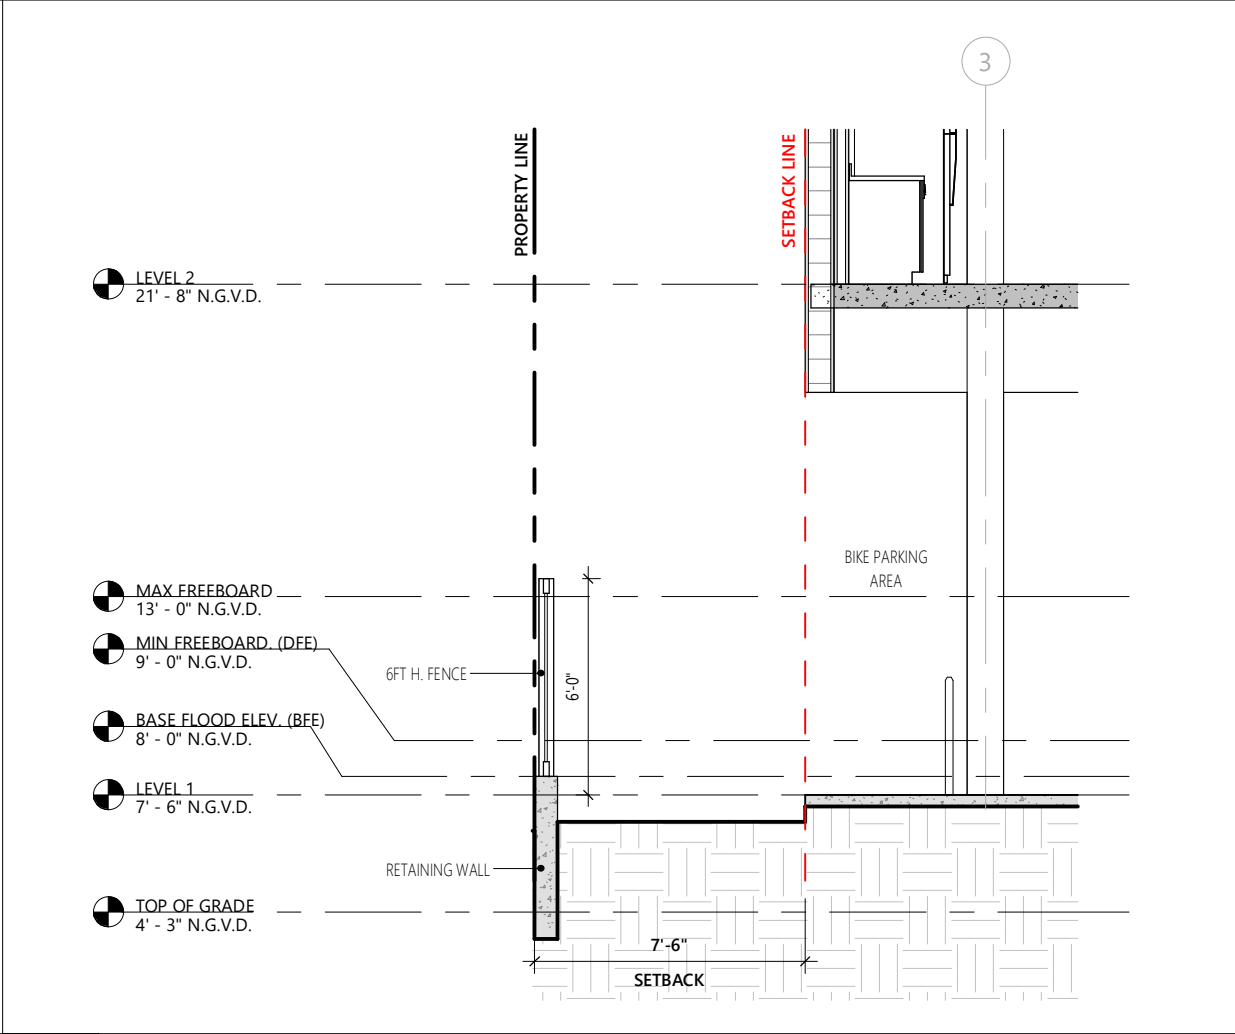 3
PROPERTY LINE
SETBACK LINE
LEVEL 2
21' - 8" N.G.V.D.
BIKE PARKING
AREA
MAX FREEBOARD
13' - 0" N.G.V.D.
MIN FREEBOARD. (DFE)
9' - 0" N.G.V.D.
6FT H. FENCE
6'-0"
BASE FLOOD ELEV. (BFE)
8' - 0" N.G.V.D.
LEVEL 1
7' - 6" N.G.V.D.
RETAINING WALL
TOP OF GRADE
4' - 3" N.G.V.D.
7'-6"
SETBACK